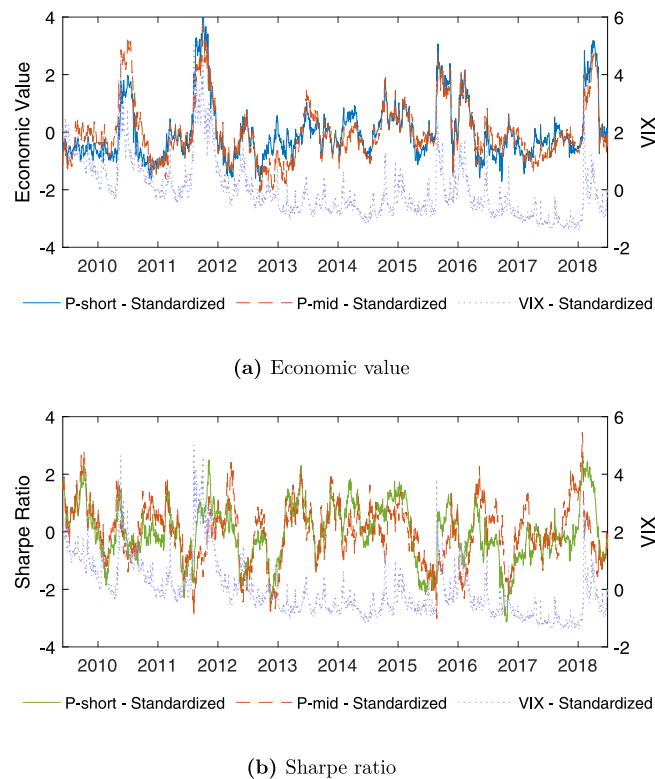 4
2
0
-2
-4
Economic Value
6
4
2
0
-2
VIX
2010 2011 2012 2013 2014 2015 2016 2017 2018
P-short - Standardized P-mid - Standardized VIX - Standardized
(a) Economic value
4
2
0
-2
-4
Sharpe Ratio
6
4
2
0
-2
VIX
2010 2011 2012 2013 2014 2015 2016 2017 2018
P-short - Standardized P-mid - Standardized VIX - Standardized
(b) Sharpe ratio